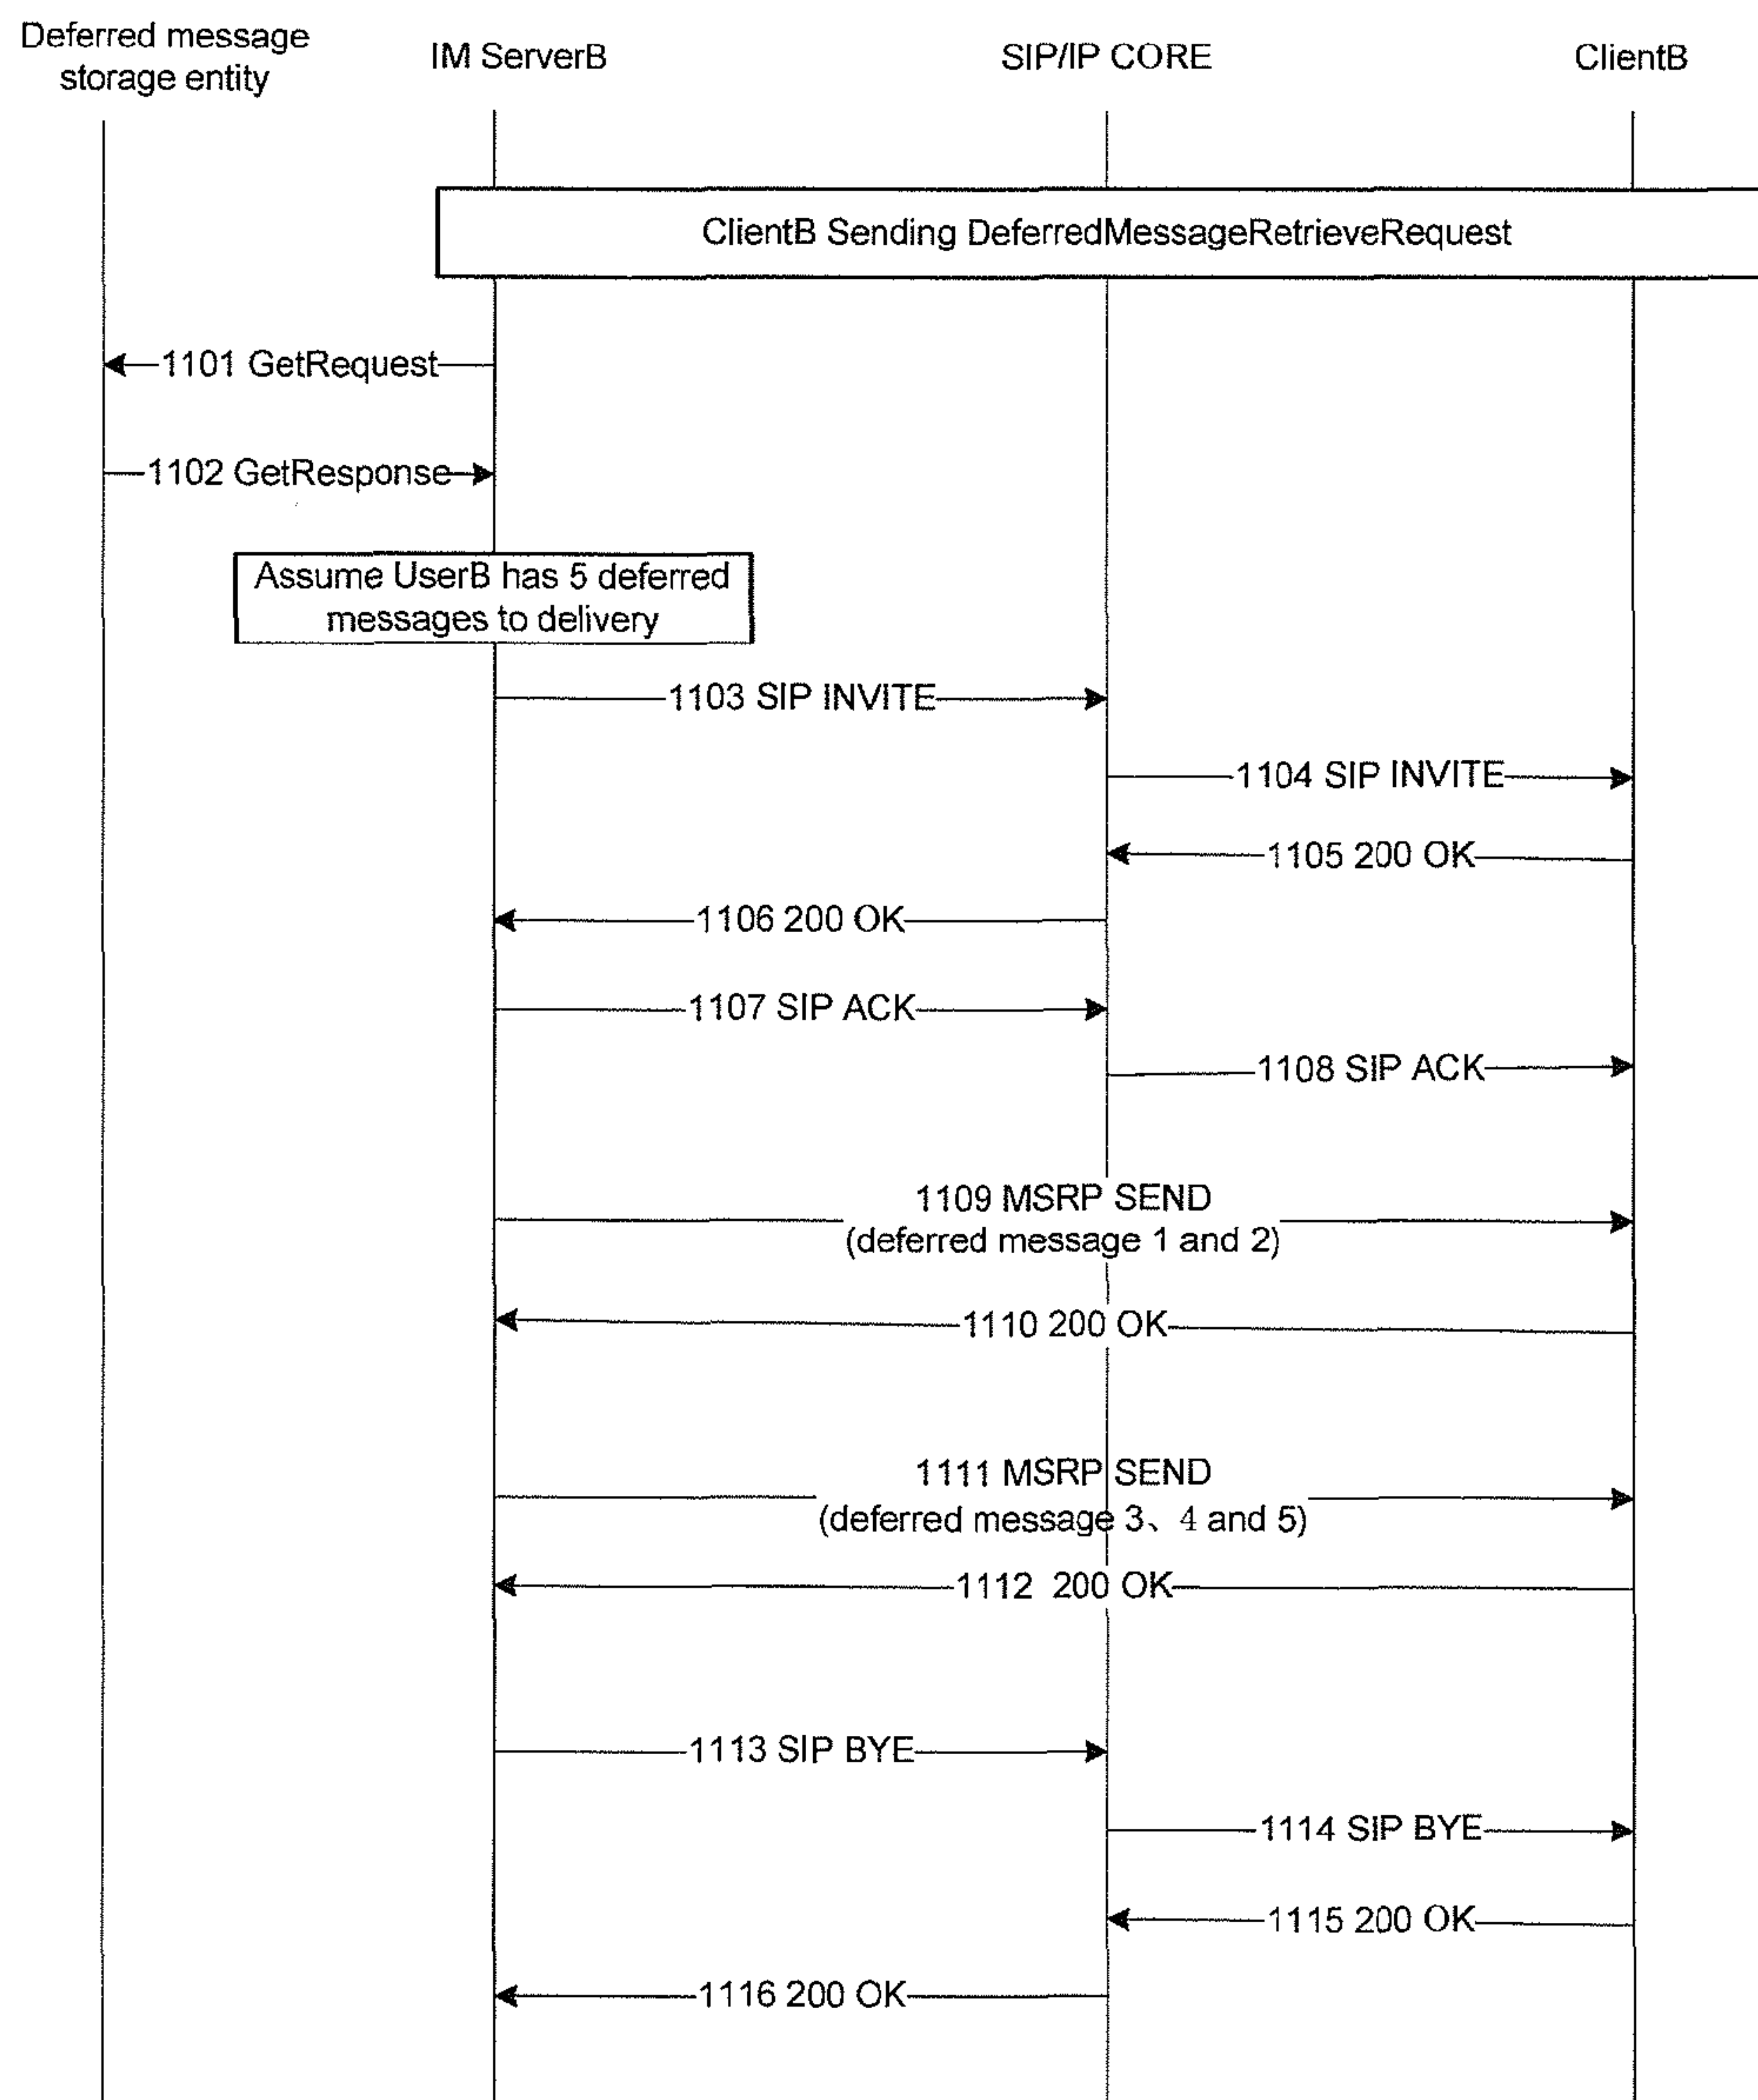 Deferred message
storage entity
IM ServerB
SIP/IP CORE
ClientB
ClientB Sending DeferredMessageRetrieveRequest
1101 GetRequest
1102 GetResponse
Assume UserB has 5 deferred
messages to delivery
1103 SIP INVITE
1104 SIP INVITE
1105 200 OK
1106 200 OK
1107 SIP ACK
1108 SIP ACK
1109 MSRP SEND
(deferred message 1 and 2)
1110 200 OK
1111 MSRP SEND
(deferred message 3、4 and 5)
1112 200 OK
1113 SIP BYE
1114 SIP BYE
1115 200 OK
1116 200 OK